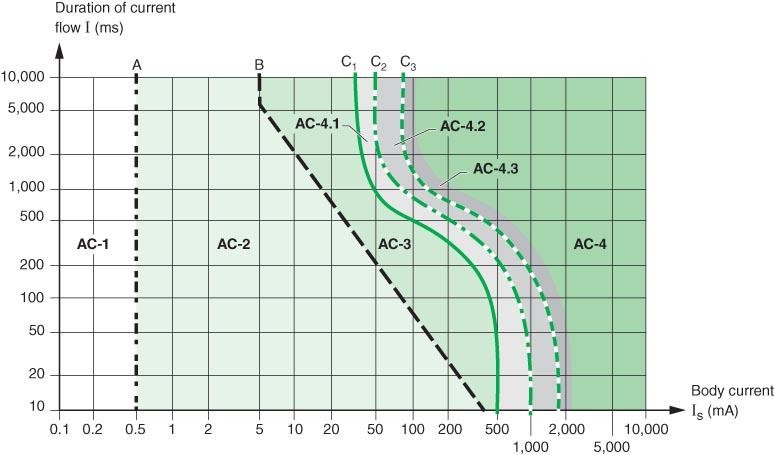 Duration of current
flow I (ms)
A
B
C1
C2
C3
10,000
5,000
2,000
1,000
500
200
100
50
20
10
AC-4.1
AC-4.2
AC-4.3
AC-1
AC-2
AC-3
AC-4
Body current
Is (mA)
0.1 0.2 0.5 1 2 5 10 20 50 100 200 500 2,000 10,000
1,000 5,000